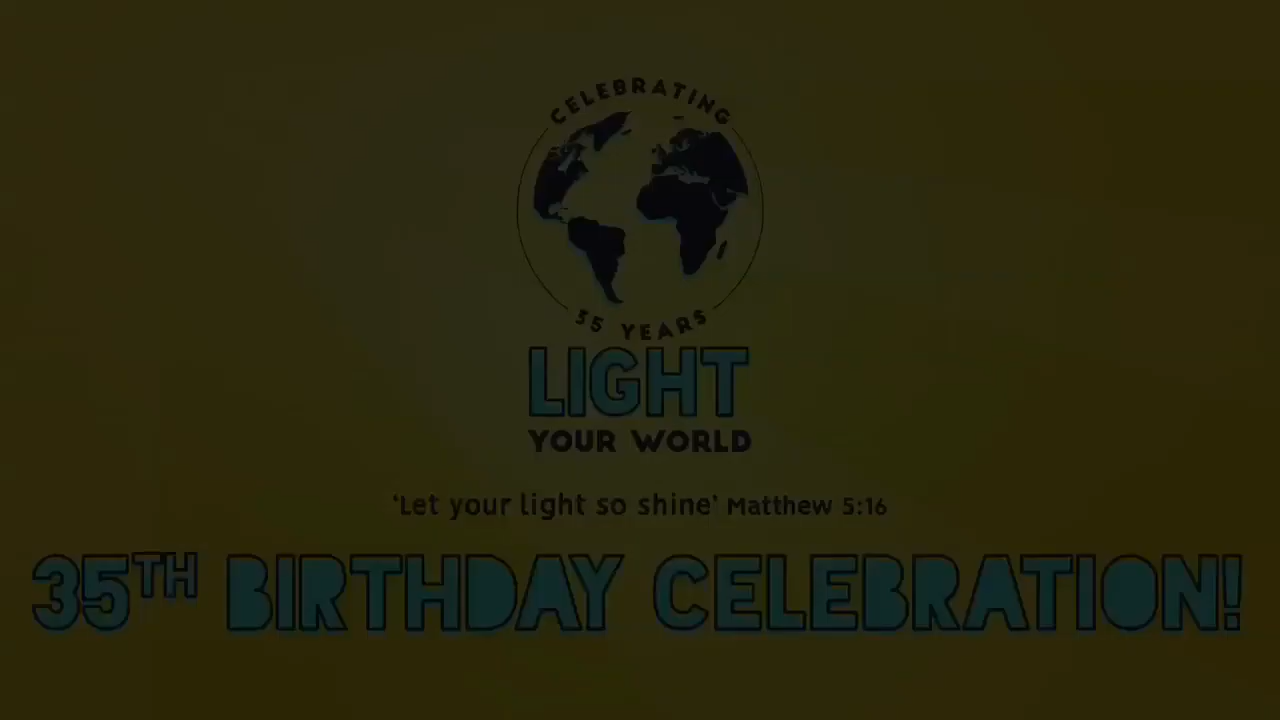 CELEBRATING
35 YEARS
LIGHT
YOUR WORLD
‘Let your light so shine’ Matthew 5:16
35TH BIRTHDAY CELEBRATION!